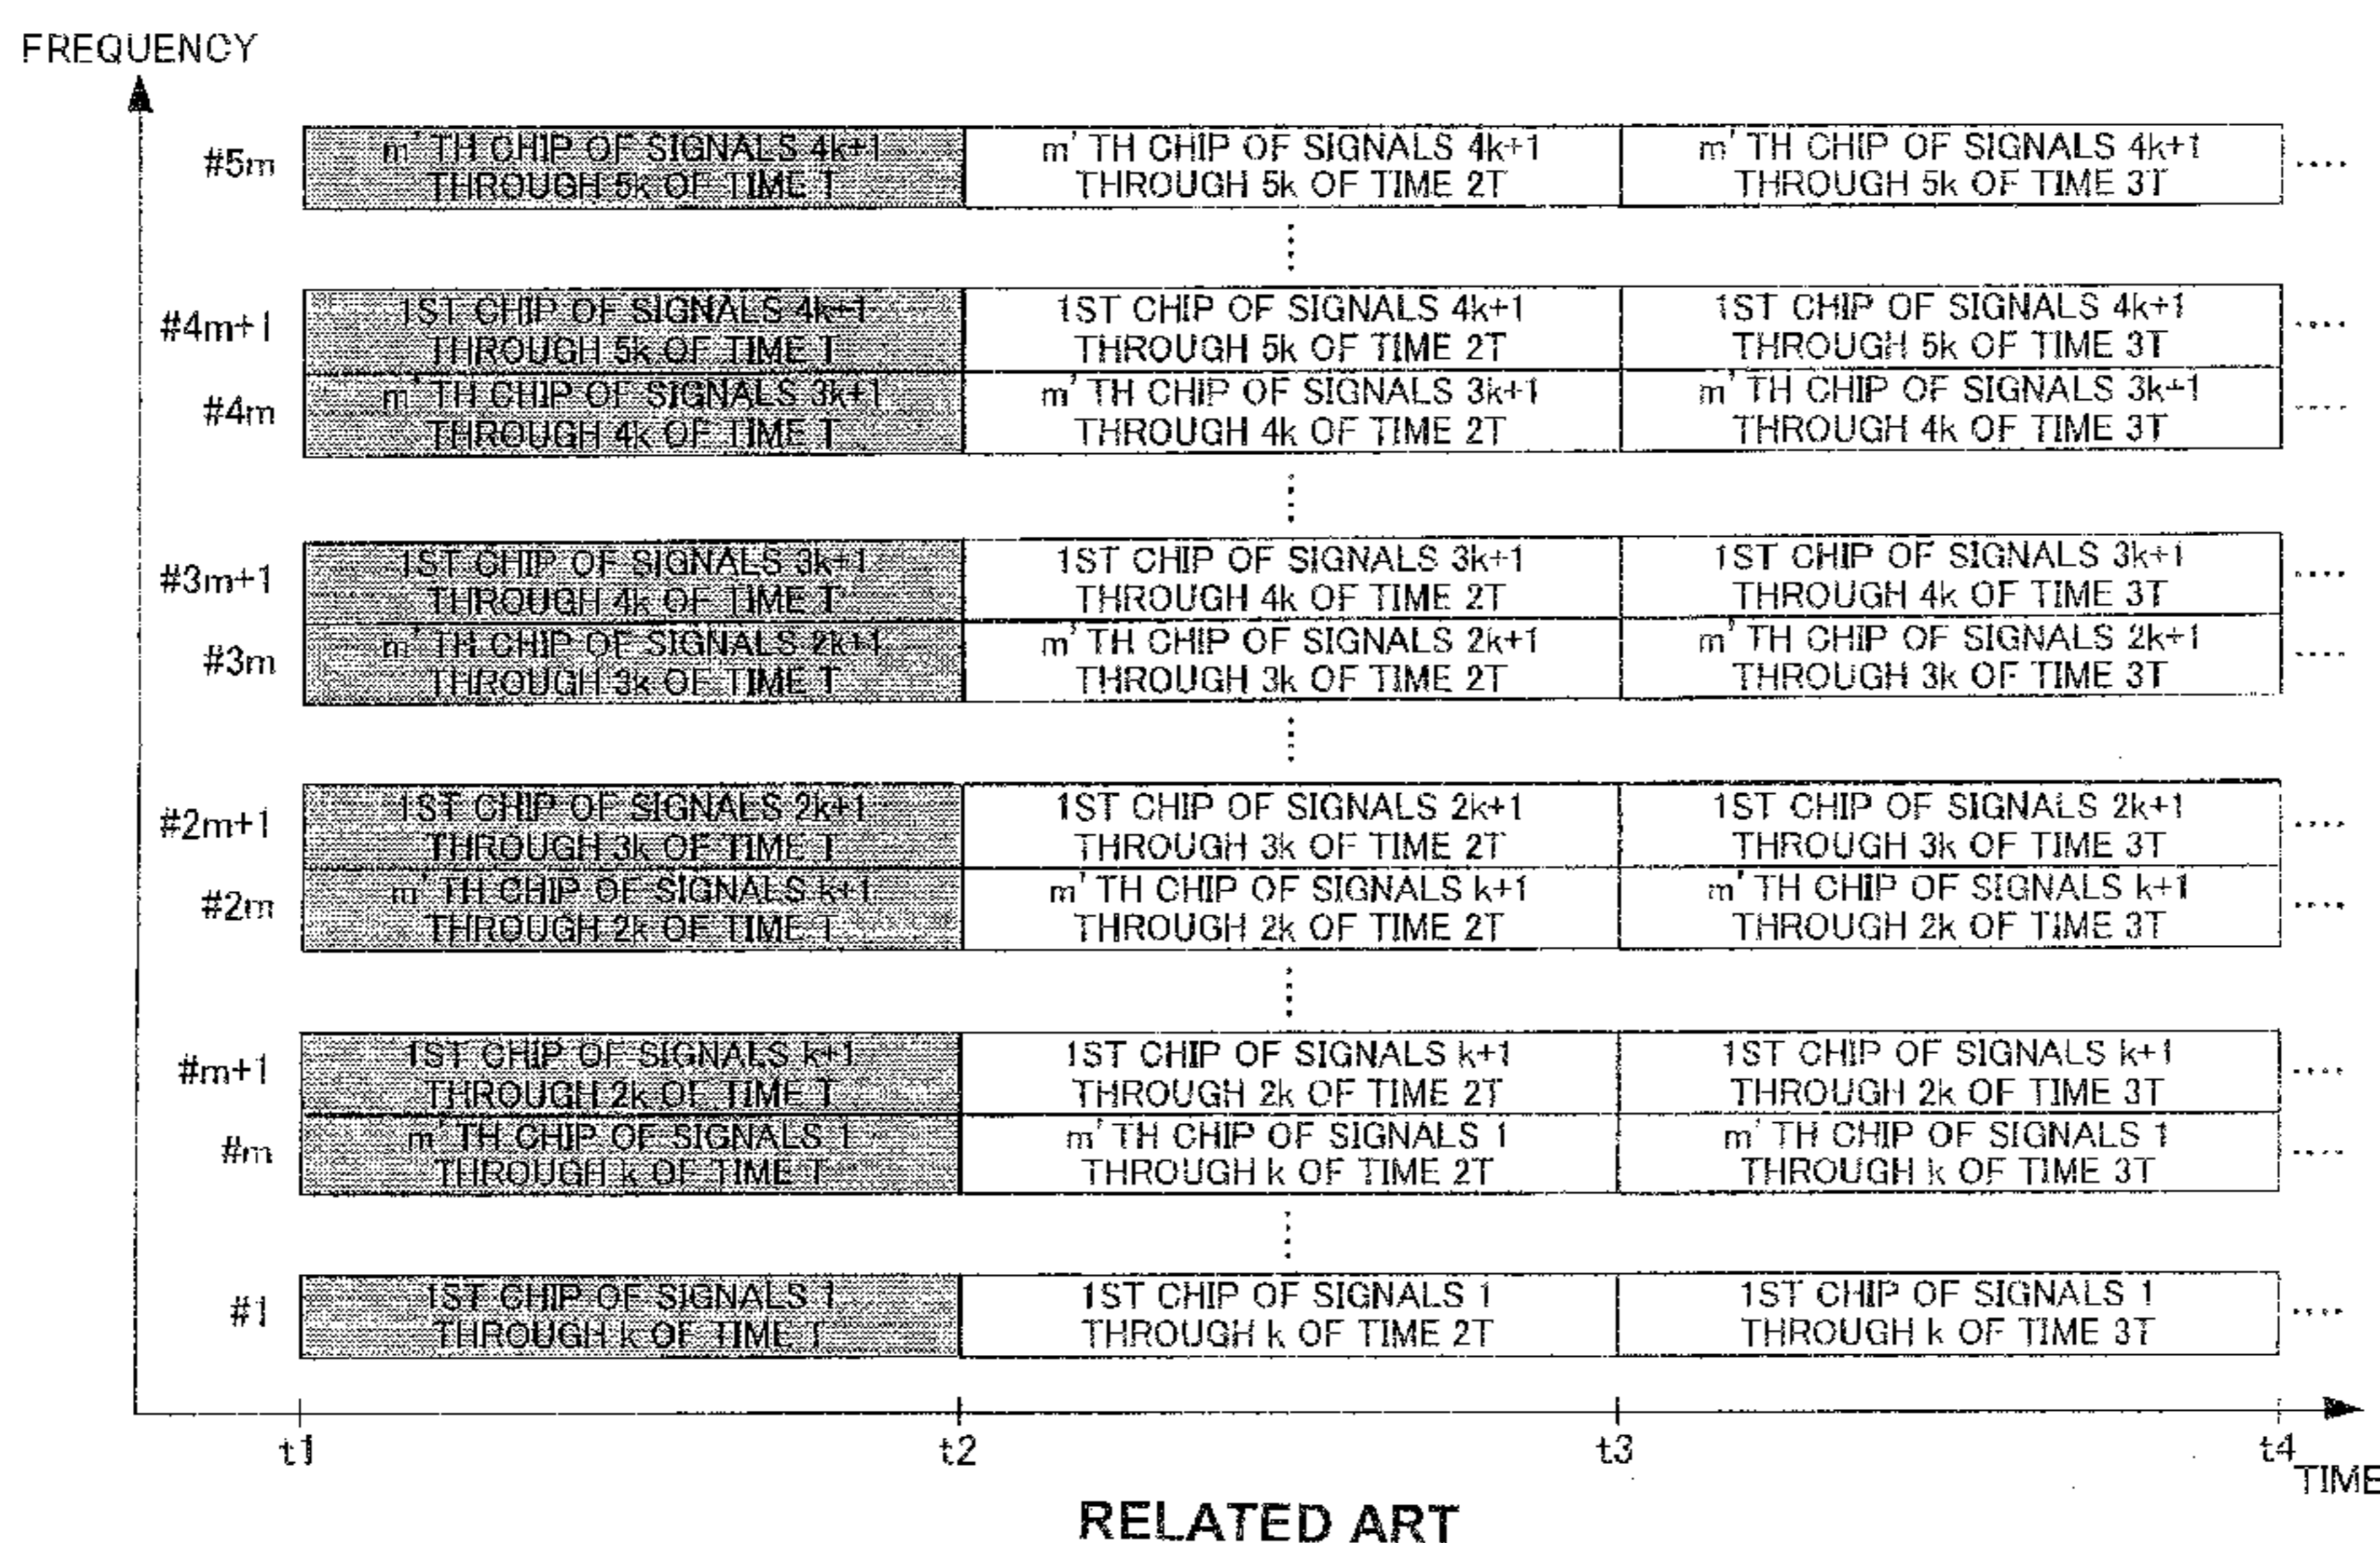 FREQUENCY
#5m
m' TH CHIP OF SIGNALS 4k+1
THROUGH 5k OF TIME T
m' TH CHIP OF SIGNALS 4k+1
THROUGH 5k OF TIME 2T
m' TH CHIP OF SIGNALS 4k+1
THROUGH 5k OF TIME 3T
#4m+1
1ST CHIP OF SIGNALS 4k+1
THROUGH 5k OF TIME T
1ST CHIP OF SIGNALS 4k+1
THROUGH 5k OF TIME 2T
1ST CHIP OF SIGNALS 4k+1
THROUGH 5k OF TIME 3T
#4m
m' TH CHIP OF SIGNALS 3k+1
THROUGH 4k OF TIME T
m' TH CHIP OF SIGNALS 3k+1
THROUGH 4k OF TIME 2T
m' TH CHIP OF SIGNALS 3k+1
THROUGH 4k OF TIME 3T
#3m+1
1ST CHIP OF SIGNALS 3k+1
THROUGH 4k OF TIME T
1ST CHIP OF SIGNALS 3k+1
THROUGH 4k OF TIME 2T
1ST CHIP OF SIGNALS 3k+1
THROUGH 4k OF TIME 3T
#3m
m' TH CHIP OF SIGNALS 2k+1
THROUGH 3k OF TIME T
m' TH CHIP OF SIGNALS 2k+1
THROUGH 3k OF TIME 2T
m' TH CHIP OF SIGNALS 2k+1
THROUGH 3k OF TIME 3T
#2m+1
1ST CHIP OF SIGNALS 2k+1
THROUGH 3k OF TIME T
1ST CHIP OF SIGNALS 2k+1
THROUGH 3k OF TIME 2T
1ST CHIP OF SIGNALS 2k+1
THROUGH 3k OF TIME 3T
#2m
m' TH CHIP OF SIGNALS k+1
THROUGH 2k OF TIME T
m' TH CHIP OF SIGNALS k+1
THROUGH 2k OF TIME 2T
m' TH CHIP OF SIGNALS k+1
THROUGH 2k OF TIME 3T
#m+1
1ST CHIP OF SIGNALS k+1
THROUGH 2k OF TIME T
1ST CHIP OF SIGNALS k+1
THROUGH 2k OF TIME 2T
1ST CHIP OF SIGNALS k+1
THROUGH 2k OF TIME 3T
#m
m' TH CHIP OF SIGNALS 1
THROUGH k OF TIME T
m' TH CHIP OF SIGNALS 1
THROUGH k OF TIME 2T
m' TH CHIP OF SIGNALS 1
THROUGH k OF TIME 3T
#1
1ST CHIP OF SIGNALS 1
THROUGH k OF TIME T
1ST CHIP OF SIGNALS 1
THROUGH k OF TIME 2T
1ST CHIP OF SIGNALS 1
THROUGH k OF TIME 3T
t1
t2
t3
t4
TIME
RELATED ART